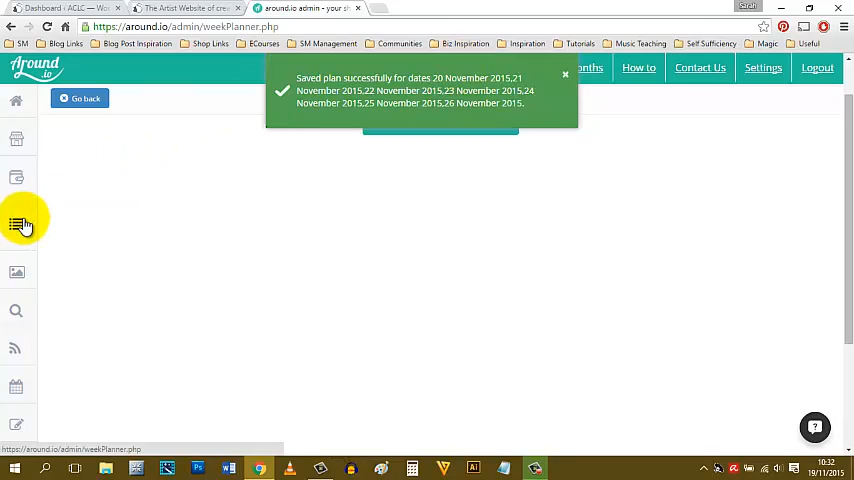 Dashboard ‹ ACLC — Wo
The Artist Website of crea
around.io admin - your sh
Sarah
https://around.io/admin/weekPlanner.php
SM
Blog Links
Blog Post Inspiration
Shop Links
ECourses
SM Management
Communities
Biz Inspiration
Inspiration
Tutorials
Music Teaching
Self Sufficiency
Magic
Useful
Around.io
onths
How to
Contact Us
Settings
Logout
Go back
Saved plan successfully for dates 20 November 2015,21
November 2015,22 November 2015,23 November 2015,24
November 2015,25 November 2015,26 November 2015.
https://around.io/admin/weekPlanner.php
10:32
19/11/2015